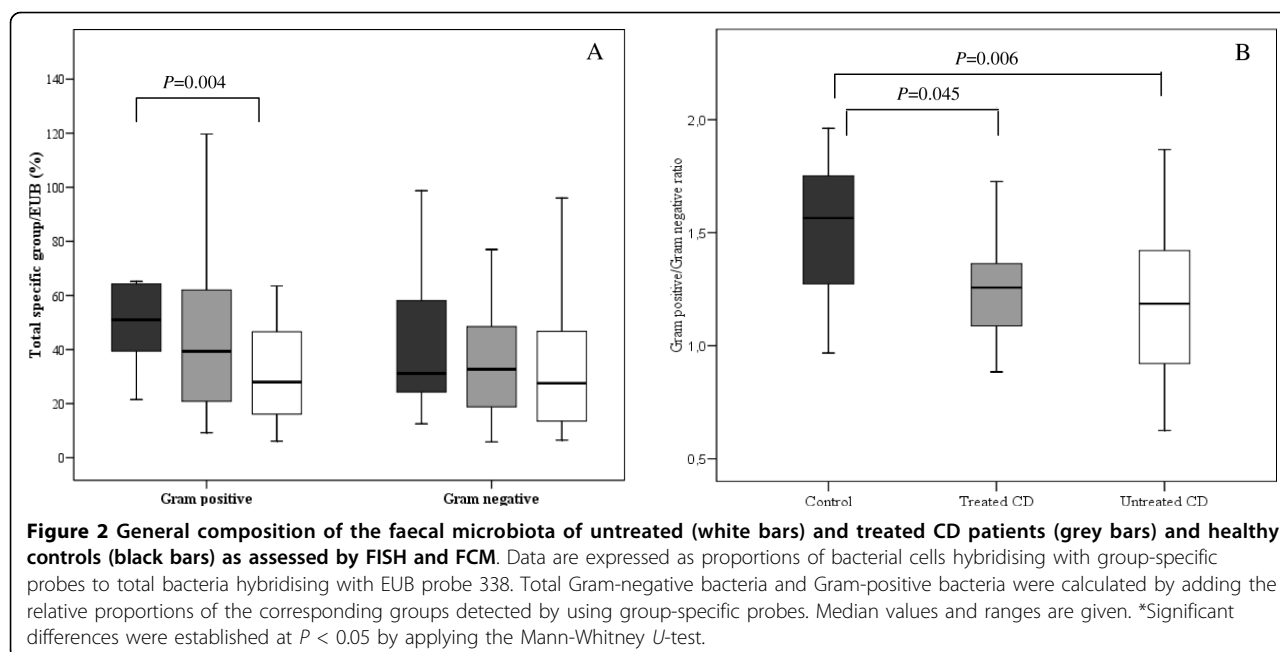 A
P=0.004
Total specific group/EUB (%)
140
120
100
80
60
40
20
0
Gram positive
Gram negative
B
P=0.006
P=0.045
Gram positive/Gram negative ratio
2,0
1,5
1,0
0,5
Control
Treated CD
Untreated CD
Figure 2 General composition of the faecal microbiota of untreated (white bars) and treated CD patients (grey bars) and healthy
controls (black bars) as assessed by FISH and FCM. Data are expressed as proportions of bacterial cells hybridising with group-specific
probes to total bacteria hybridising with EUB probe 338. Total Gram-negative bacteria and Gram-positive bacteria were calculated by adding the
relative proportions of the corresponding groups detected by using group-specific probes. Median values and ranges are given. *Significant
differences were established at P < 0.05 by applying the Mann-Whitney U-test.